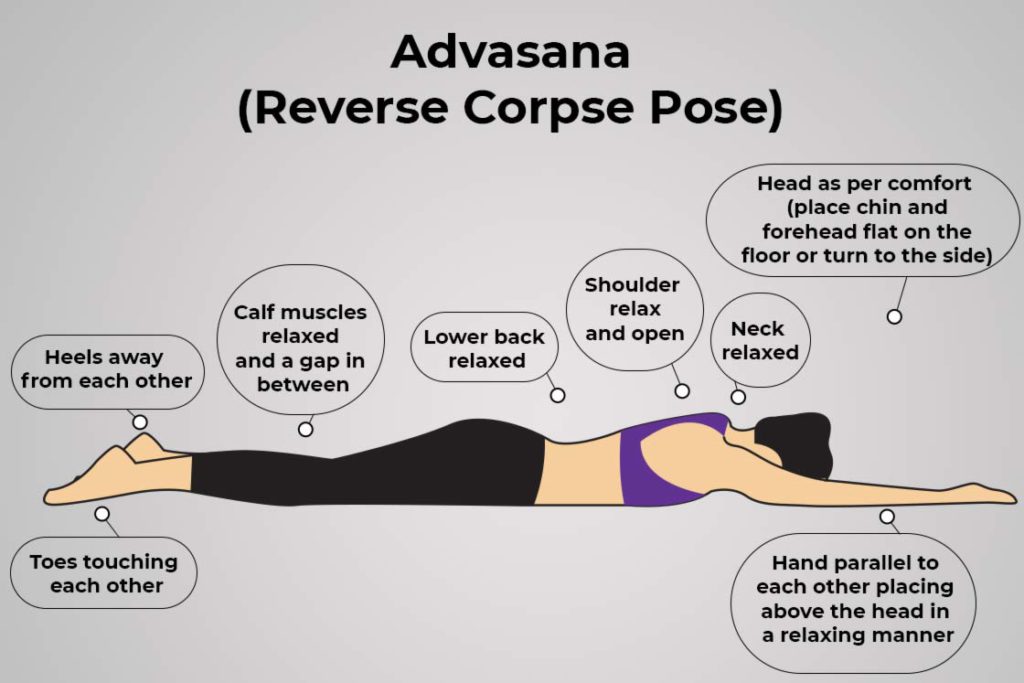 Advasana
(Reverse Corpse Pose)
Head as per comfort
(place chin and
forehead flat on the
floor or turn to the side)
Shoulder
relax
and open
Neck
relaxed
Calf muscles
relaxed
and a gap in
between
Lower back
relaxed
Heels away
from each other
Toes touching
each other
Hand parallel to
each other placing
above the head in
a relaxing manner